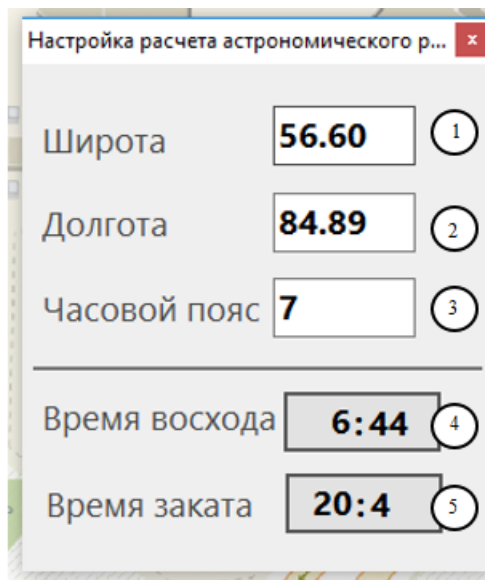 Настройка расчета астрономического р... x
Широта 56.60 1
Долгота 84.89 2
Часовой пояс 7 3
Время восхода 6:44 4
Время заката 20:4 5